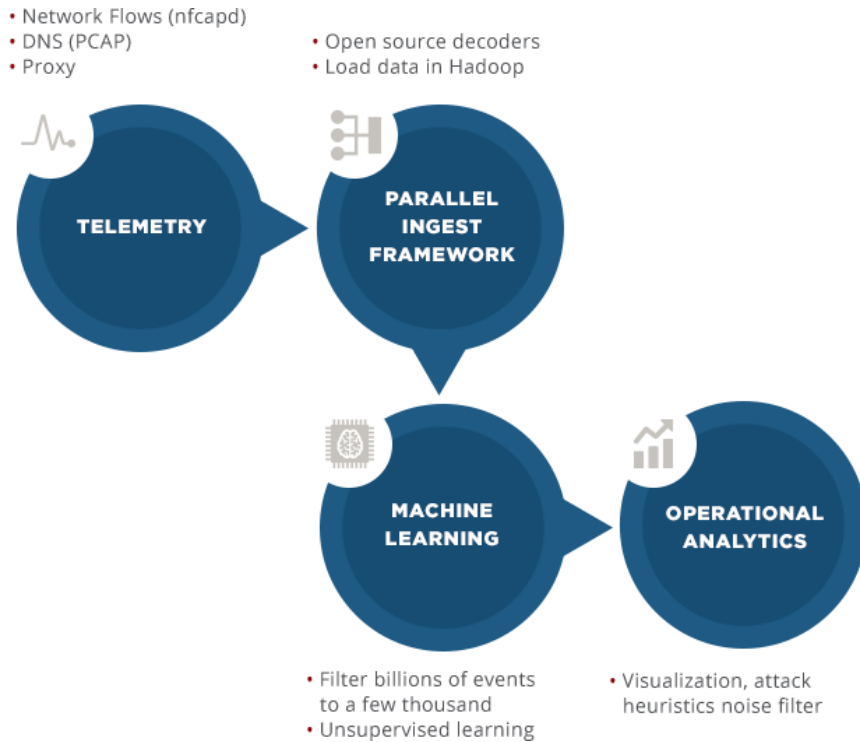 • Network Flows (nfcapd)
• DNS (PCAP)
• Proxy
• Open source decoders
• Load data in Hadoop
TELEMETRY
PARALLEL
INGEST
FRAMEWORK
MACHINE
LEARNING
OPERATIONAL
ANALYTICS
• Filter billions of events
to a few thousand
• Unsupervised learning
• Visualization, attack
heuristics noise filter